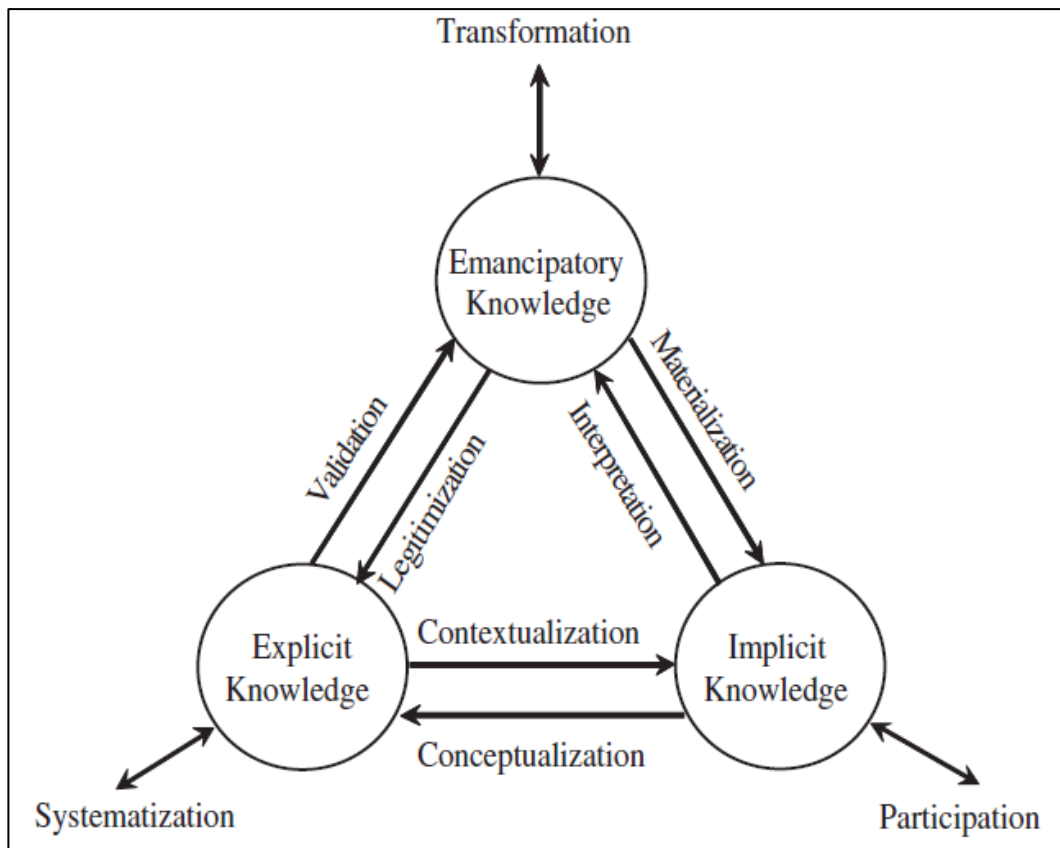 Transformation
Emancipatory
Knowledge
Validation
Legitimization
Interpretation
Materialization
Explicit
Knowledge
Contextualization
Conceptualization
Implicit
Knowledge
Systematization
Participation